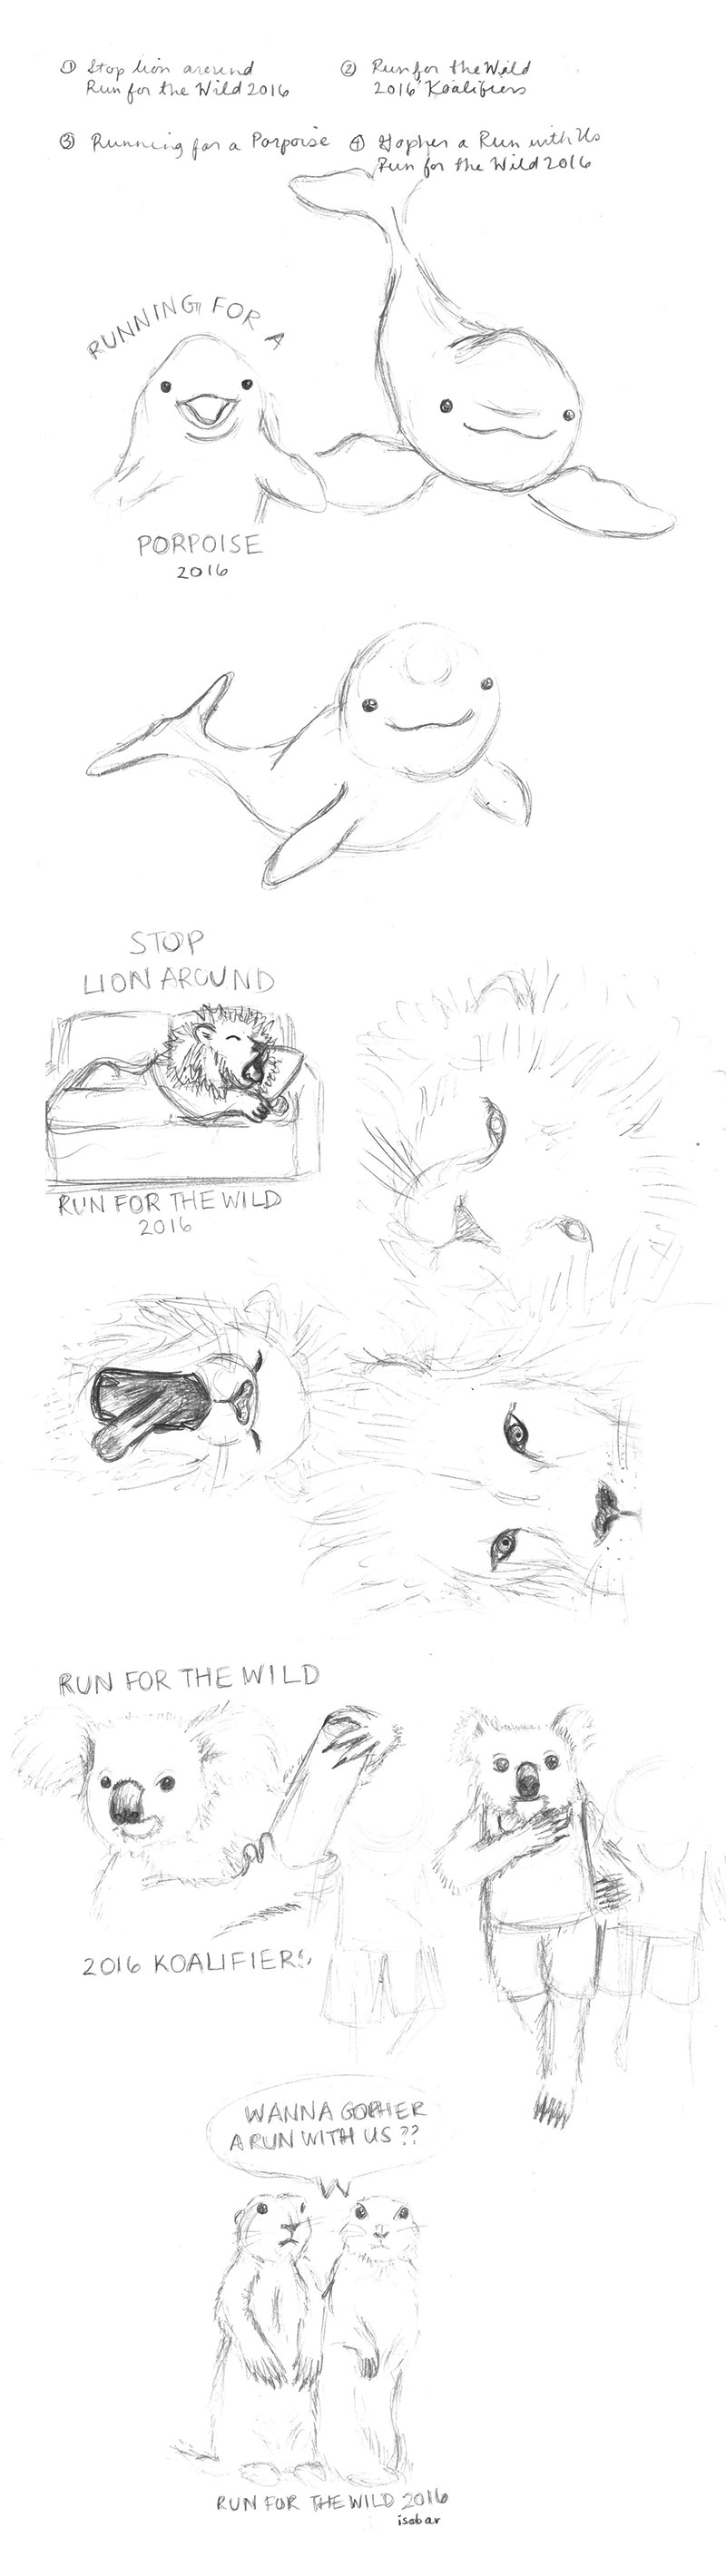 ① Stop lion around
Run for the Wild 2016
② Run for the Wild
2016 Koalifiers
③ Running for a Porpoise
④ Gopher a Run with Us
Run for the Wild 2016
RUNNING FOR A
PORPOISE
2016
STOP
LION AROUND
RUN FOR THE WILD
2016
RUN FOR THE WILD
2016 KOALIFIERS
WANNA GOPHER
A RUN WITH US ??
RUN FOR THE WILD 2016
isobar